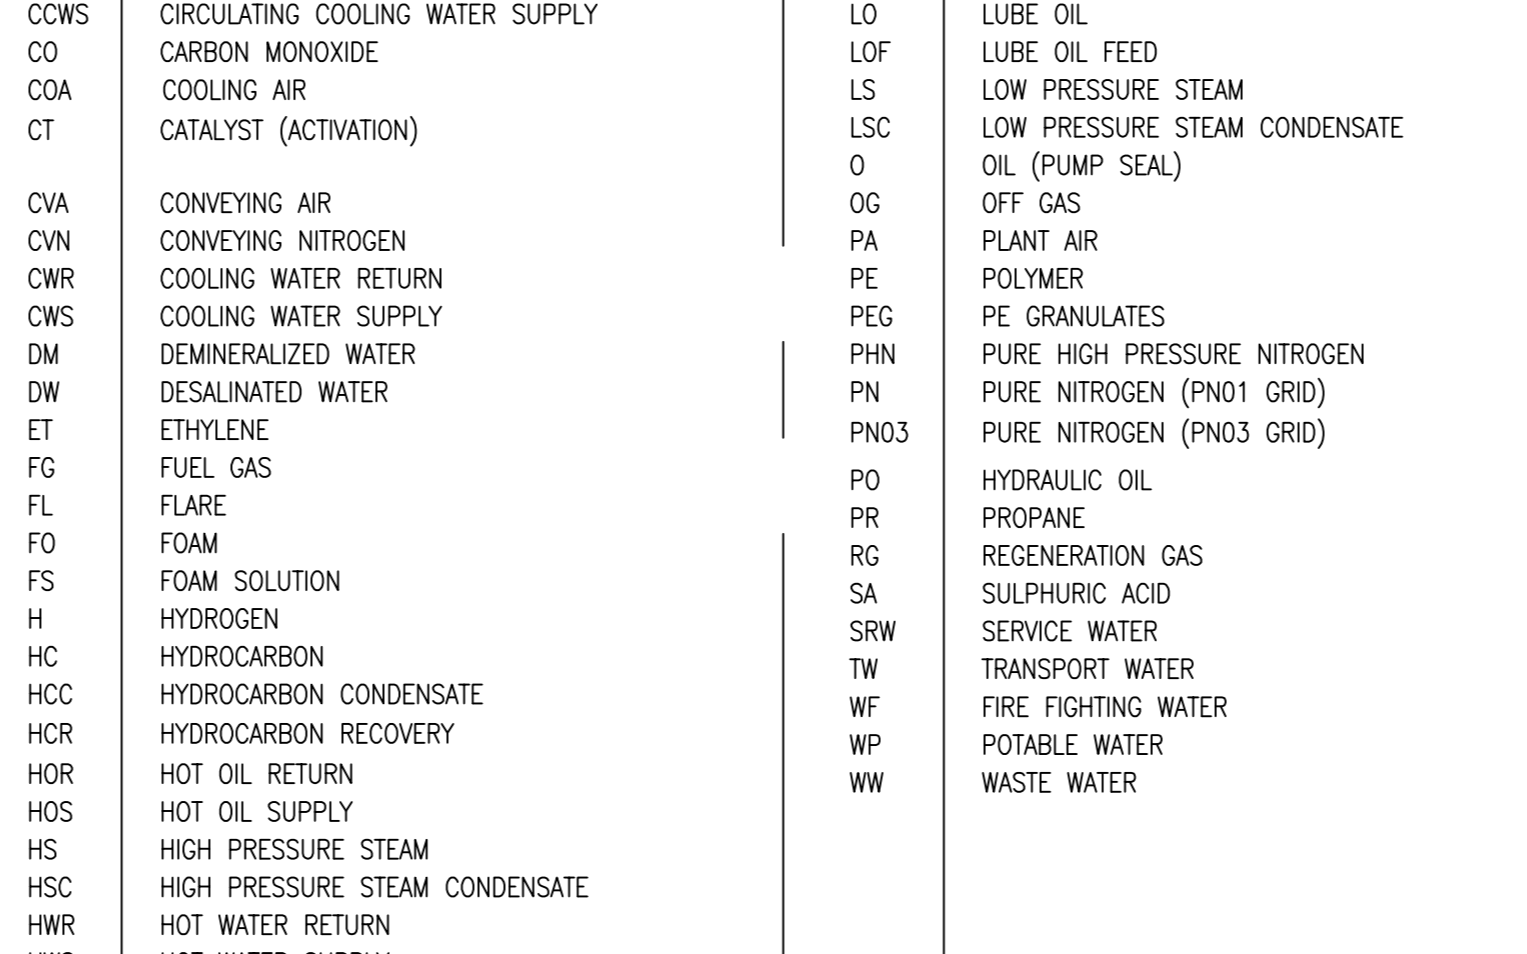 CCWS CIRCULATING COOLING WATER SUPPLY
CO CARBON MONOXIDE
COA COOLING AIR
CT CATALYST (ACTIVATION)
CVA CONVEYING AIR
CVN CONVEYING NITROGEN
CWR COOLING WATER RETURN
CWS COOLING WATER SUPPLY
DM DEMINERALIZED WATER
DW DESALINATED WATER
ET ETHYLENE
FG FUEL GAS
FL FLARE
FO FOAM
FS FOAM SOLUTION
H HYDROGEN
HC HYDROCARBON
HCC HYDROCARBON CONDENSATE
HCR HYDROCARBON RECOVERY
HOR HOT OIL RETURN
HOS HOT OIL SUPPLY
HS HIGH PRESSURE STEAM
HSC HIGH PRESSURE STEAM CONDENSATE
HWR HOT WATER RETURN
HWS HOT WATER SUPPLY
LO LUBE OIL
LOF LUBE OIL FEED
LS LOW PRESSURE STEAM
LSC LOW PRESSURE STEAM CONDENSATE
O OIL (PUMP SEAL)
OG OFF GAS
PA PLANT AIR
PE POLYMER
PEG PE GRANULATES
PHN PURE HIGH PRESSURE NITROGEN
PN PURE NITROGEN (PN01 GRID)
PN03 PURE NITROGEN (PN03 GRID)
PO HYDRAULIC OIL
PR PROPANE
RG REGENERATION GAS
SA SULPHURIC ACID
SRW SERVICE WATER
TW TRANSPORT WATER
WF FIRE FIGHTING WATER
WP POTABLE WATER
WW WASTE WATER